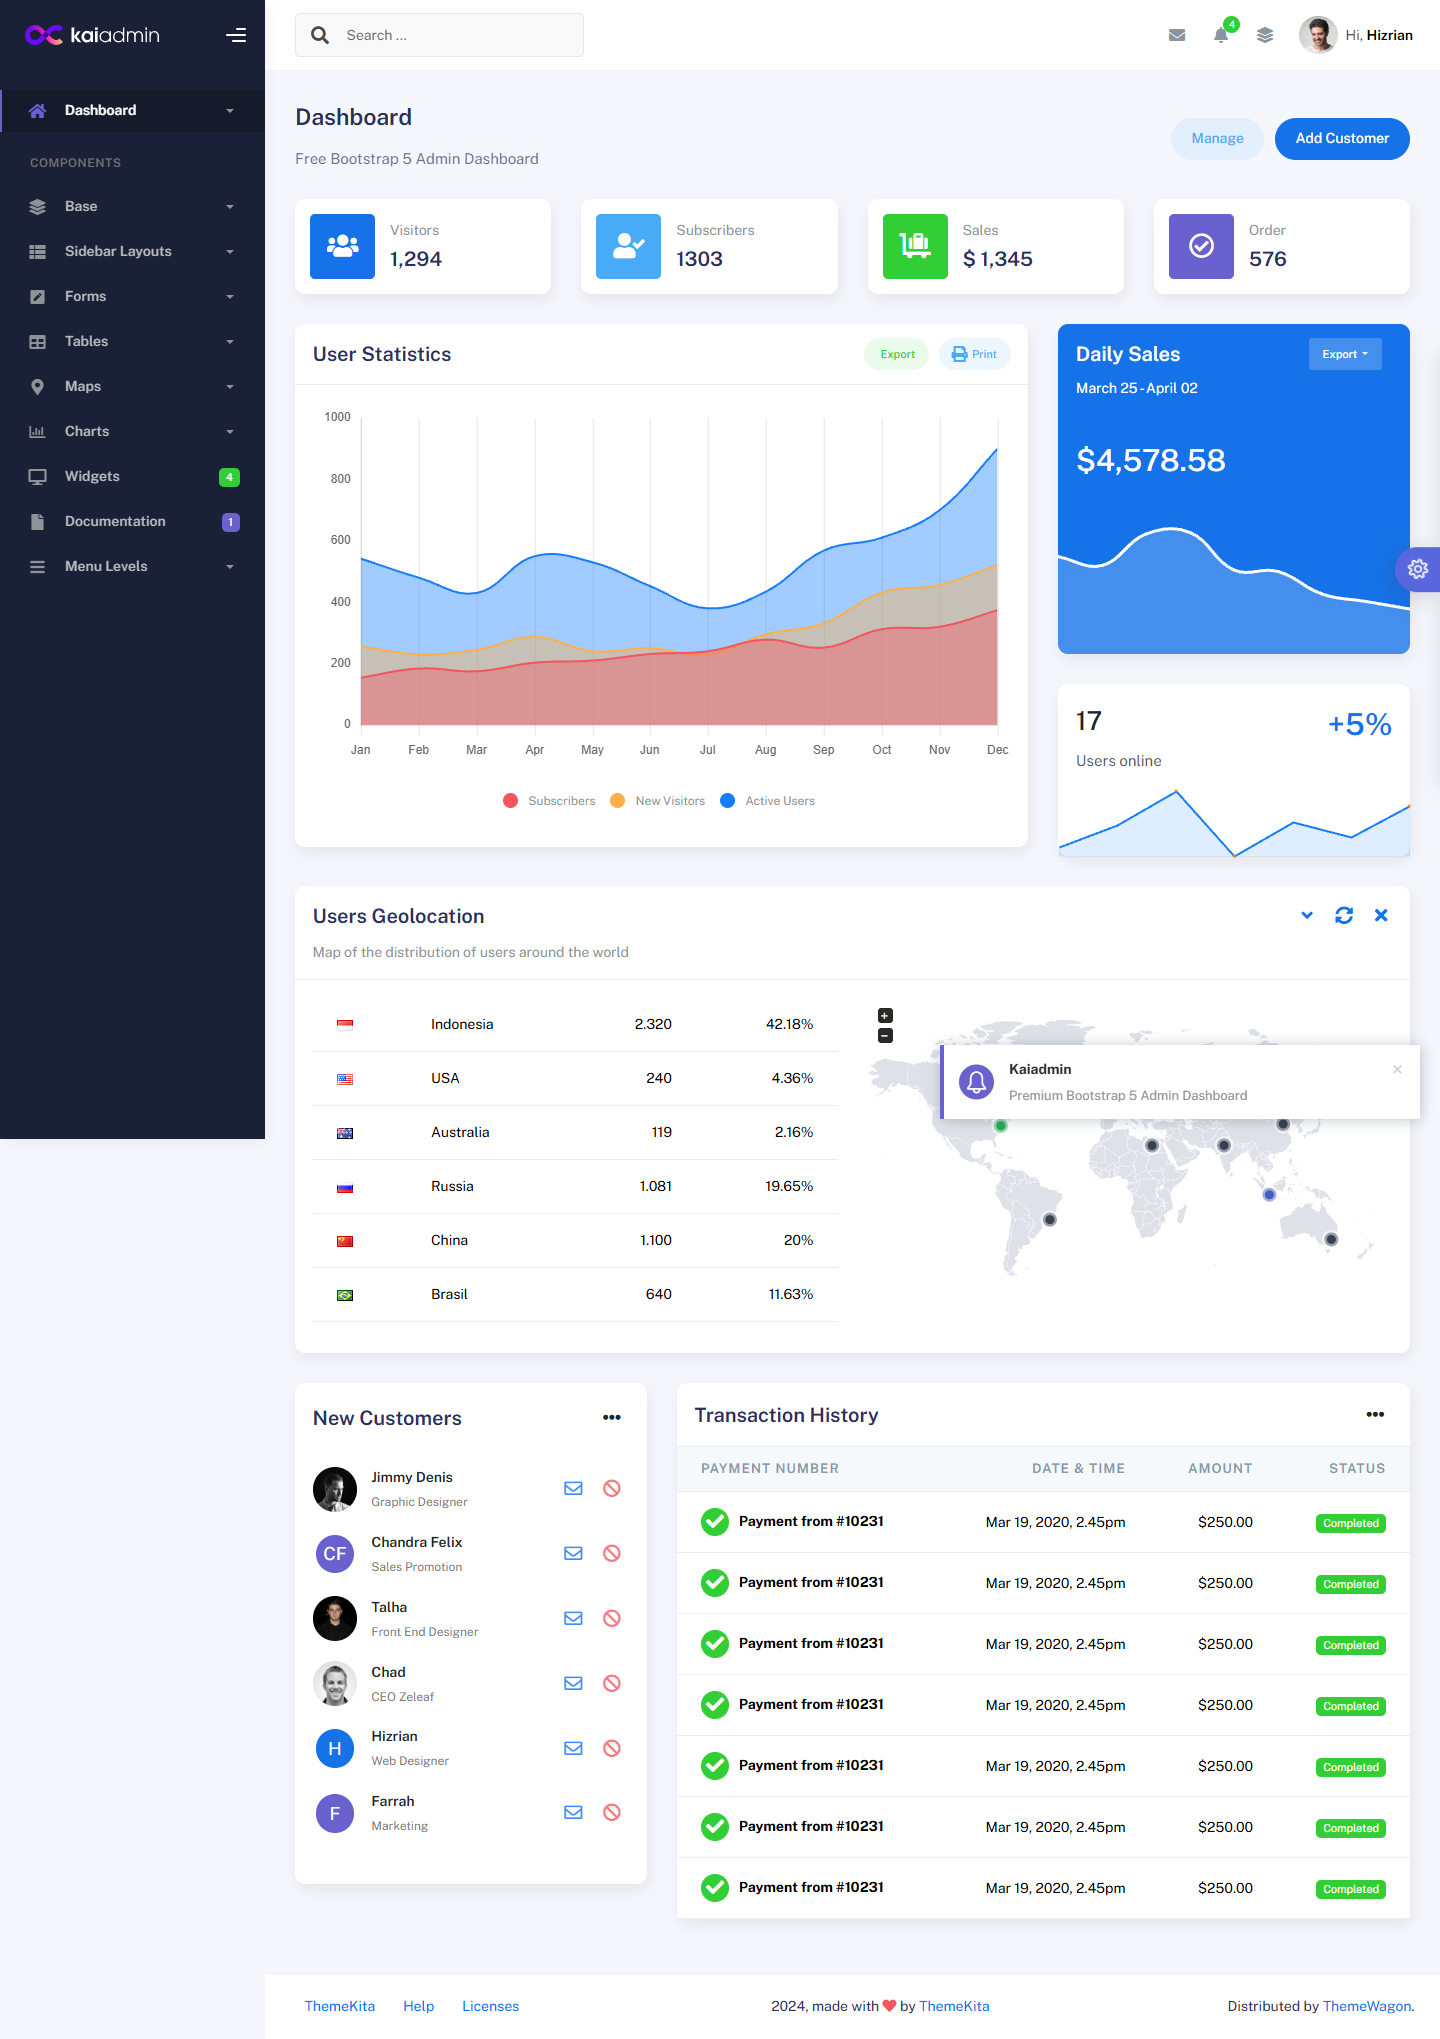 kaiadmin
Dashboard
COMPONENTS
Base
Sidebar Layouts
Forms
Tables
Maps
Charts
Widgets 4
Documentation 1
Menu Levels
Search ...
4
Hi, Hizrian
Dashboard
Free Bootstrap 5 Admin Dashboard
Manage
Add Customer
Visitors
1,294
Subscribers
1303
Sales
$ 1,345
Order
576
User Statistics
Export
Print
1000
800
600
400
200
0
Jan Feb Mar Apr May Jun Jul Aug Sep Oct Nov Dec
Subscribers New Visitors Active Users
Daily Sales
Export
March 25 - April 02
$4,578.58
17
+5%
Users online
Users Geolocation
Map of the distribution of users around the world
Indonesia 2.320 42.18%
USA 240 4.36%
Australia 119 2.16%
Russia 1.081 19.65%
China 1.100 20%
Brasil 640 11.63%
+
−
Kaiadmin
×
Premium Bootstrap 5 Admin Dashboard
New Customers
Jimmy Denis
Graphic Designer
CF
Chandra Felix
Sales Promotion
Talha
Front End Designer
Chad
CEO Zeleaf
H
Hizrian
Web Designer
F
Farrah
Marketing
Transaction History
PAYMENT NUMBER DATE & TIME AMOUNT STATUS
Payment from #10231 Mar 19, 2020, 2.45pm $250.00 Completed
Payment from #10231 Mar 19, 2020, 2.45pm $250.00 Completed
Payment from #10231 Mar 19, 2020, 2.45pm $250.00 Completed
Payment from #10231 Mar 19, 2020, 2.45pm $250.00 Completed
Payment from #10231 Mar 19, 2020, 2.45pm $250.00 Completed
Payment from #10231 Mar 19, 2020, 2.45pm $250.00 Completed
Payment from #10231 Mar 19, 2020, 2.45pm $250.00 Completed
ThemeKita Help Licenses
2024, made with ❤ by ThemeKita
Distributed by ThemeWagon.